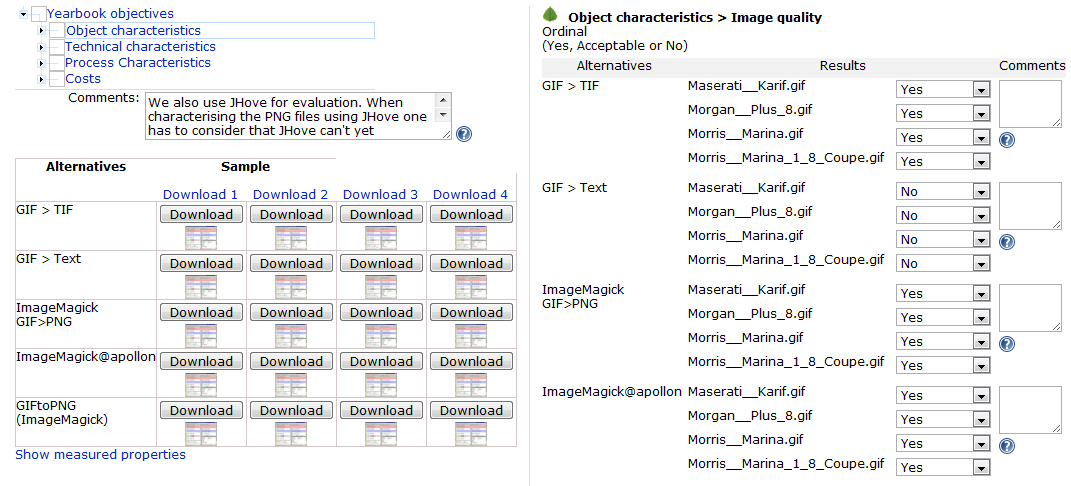 Yearbook objectives
Object characteristics
Technical characteristics
Process Characteristics
Costs
Comments:
We also use JHove for evaluation. When
characterising the PNG files using JHove one
has to consider that JHove can't yet
Alternatives Sample
Download 1 Download 2 Download 3 Download 4
GIF > TIF Download Download Download Download
GIF > Text Download Download Download Download
ImageMagick
GIF>PNG
Download Download Download Download
ImageMagick@apollon Download Download Download Download
GIFtoPNG
(ImageMagick)
Download Download Download Download
Show measured properties
Object characteristics > Image quality
Ordinal
(Yes, Acceptable or No)
Alternatives Results Comments
GIF > TIF Maserati__Karif.gif Yes
Morgan__Plus_8.gif Yes
Morris__Marina.gif Yes
Morris__Marina_1_8_Coupe.gif Yes
GIF > Text Maserati__Karif.gif No
Morgan__Plus_8.gif No
Morris__Marina.gif No
Morris__Marina_1_8_Coupe.gif No
ImageMagick
GIF>PNG
Maserati__Karif.gif Yes
Morgan__Plus_8.gif Yes
Morris__Marina.gif Yes
Morris__Marina_1_8_Coupe.gif Yes
ImageMagick@apollon Maserati__Karif.gif Yes
Morgan__Plus_8.gif Yes
Morris__Marina.gif Yes
Morris__Marina_1_8_Coupe.gif Yes